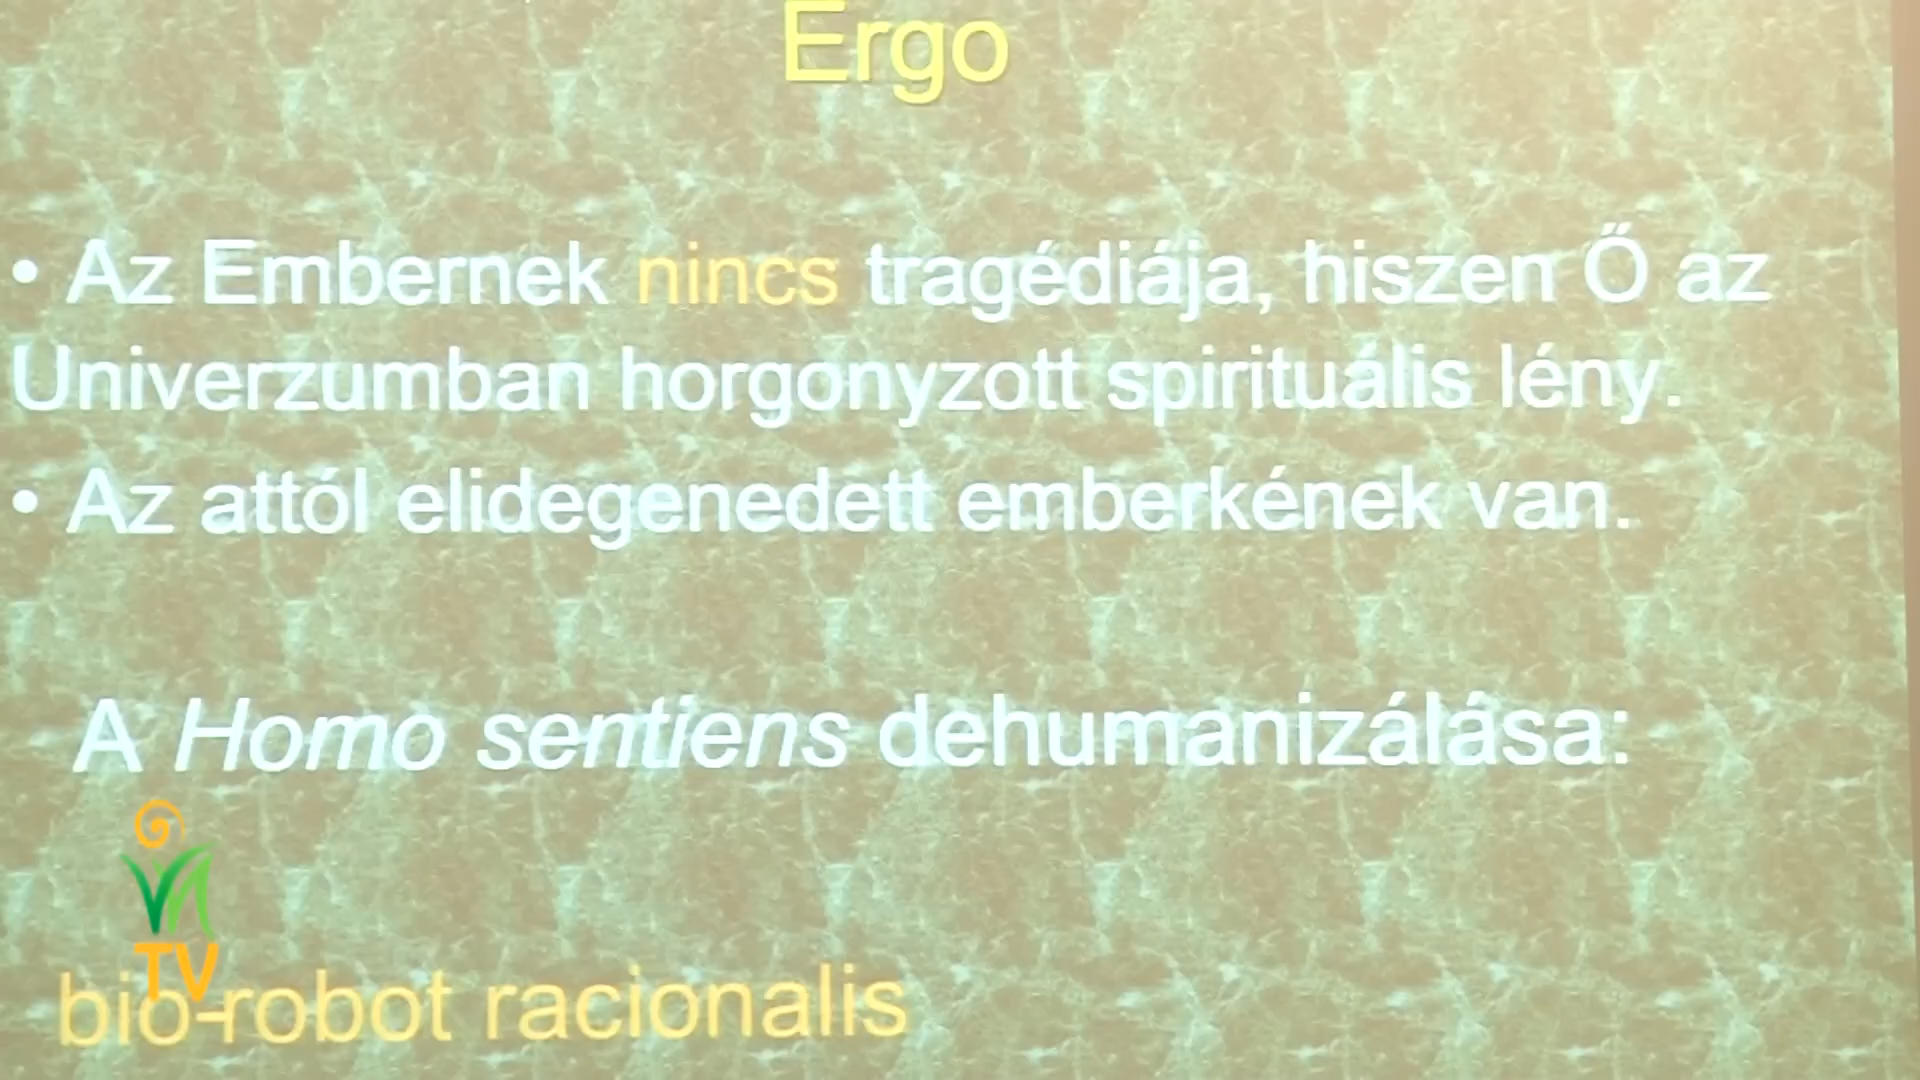 Ergo
• Az Embernek nincs tragédiája, hiszen Ő az
Univerzumban horgonyzott spirituális lény.
• Az attól elidegenedett emberkének van.
A Homo sentiens dehumanizálása:
TV
bio-robot racionalis